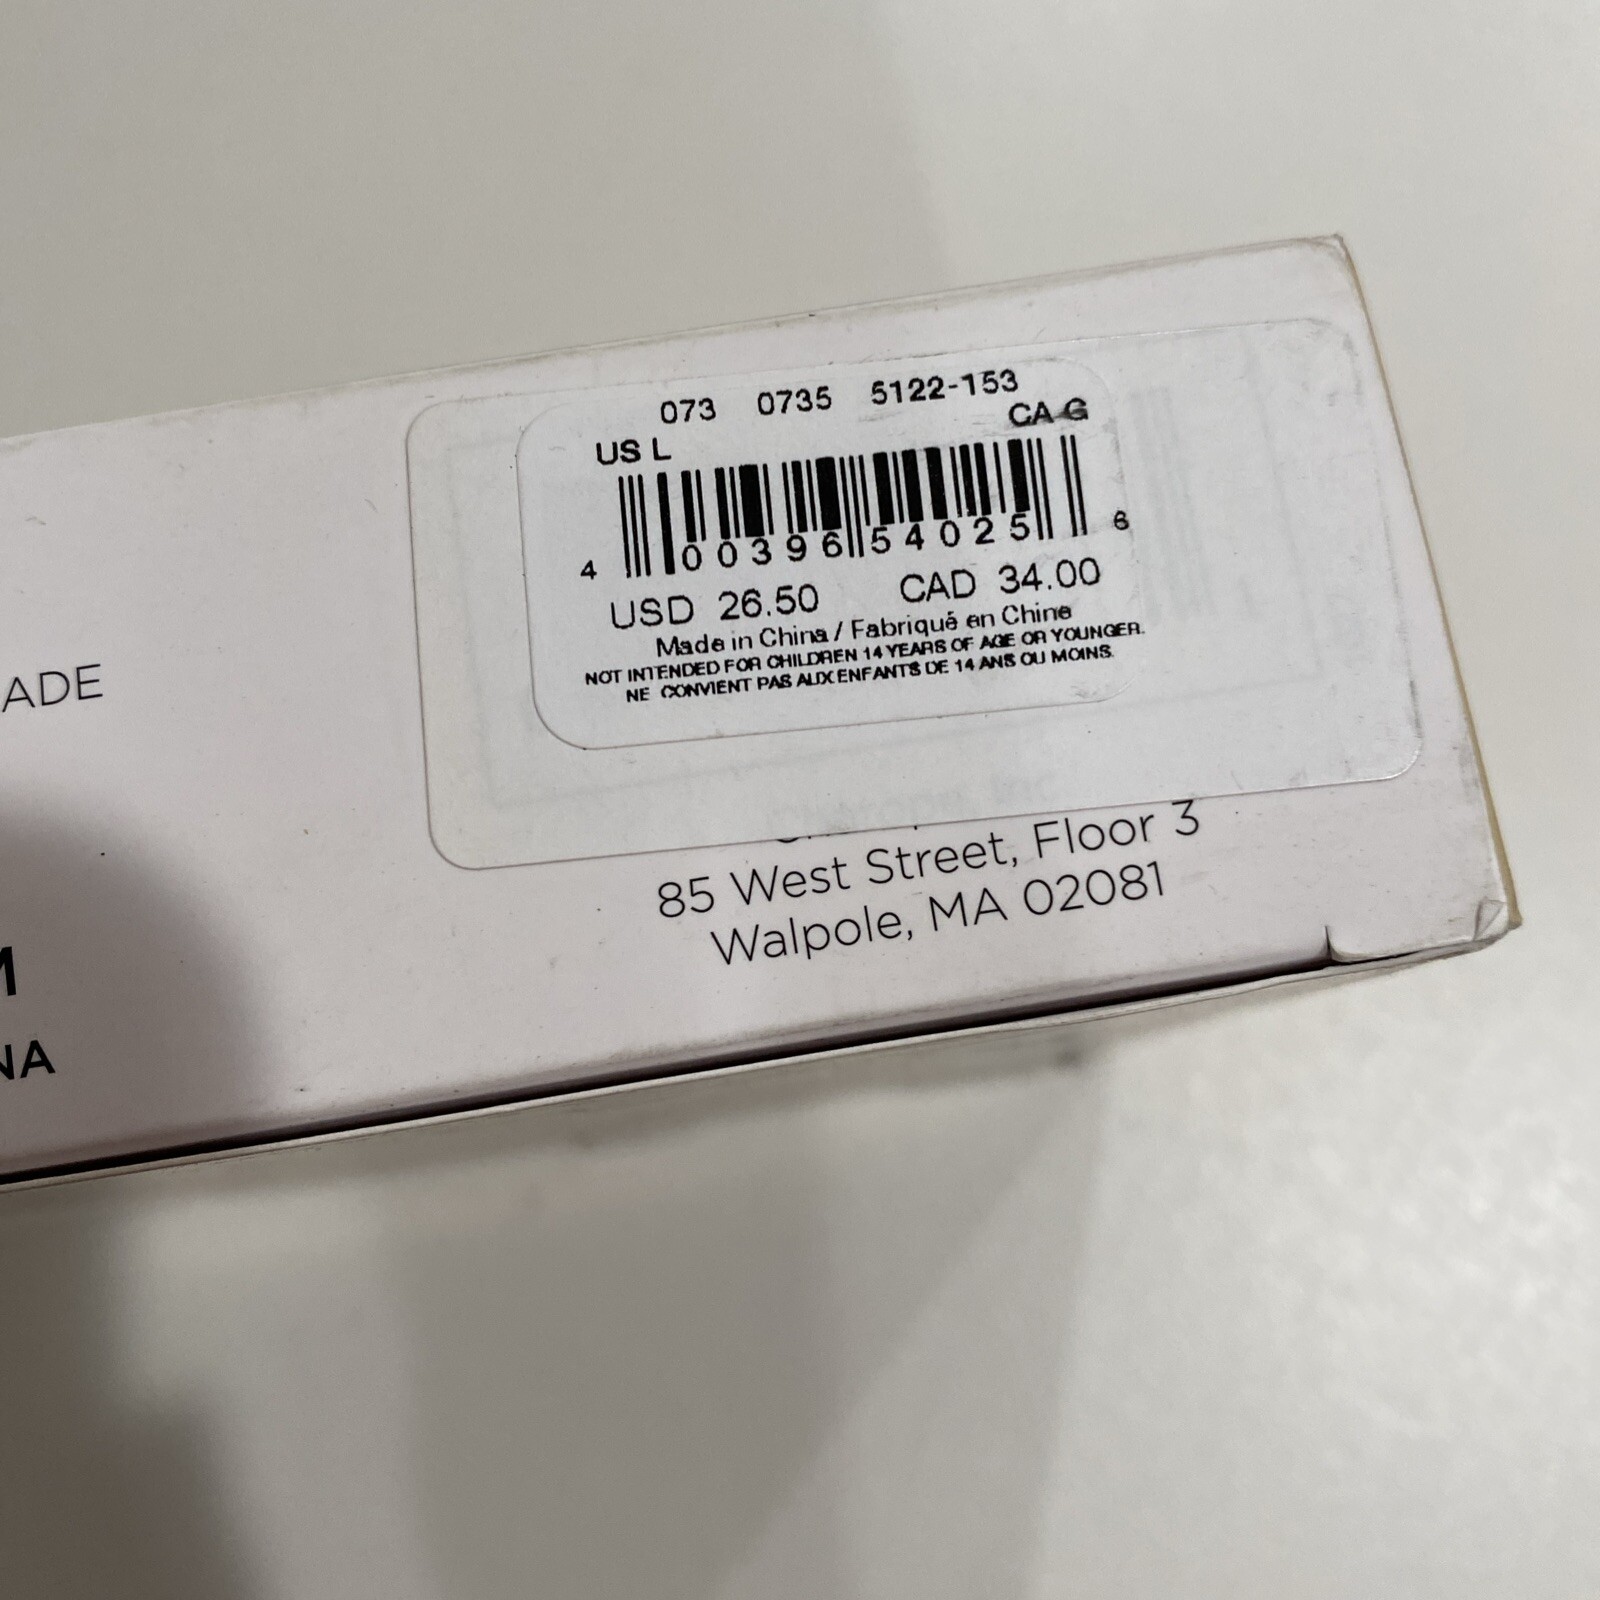 073 0735 5122-153
US L CA G
4 00396 54025 6
USD 26.50 CAD 34.00
Made in China / Fabriqué en Chine
NOT INTENDED FOR CHILDREN 14 YEARS OF AGE OR YOUNGER.
NE CONVIENT PAS AUX ENFANTS DE 14 ANS OU MOINS.
85 West Street, Floor 3
Walpole, MA 02081
ADE
M
NA